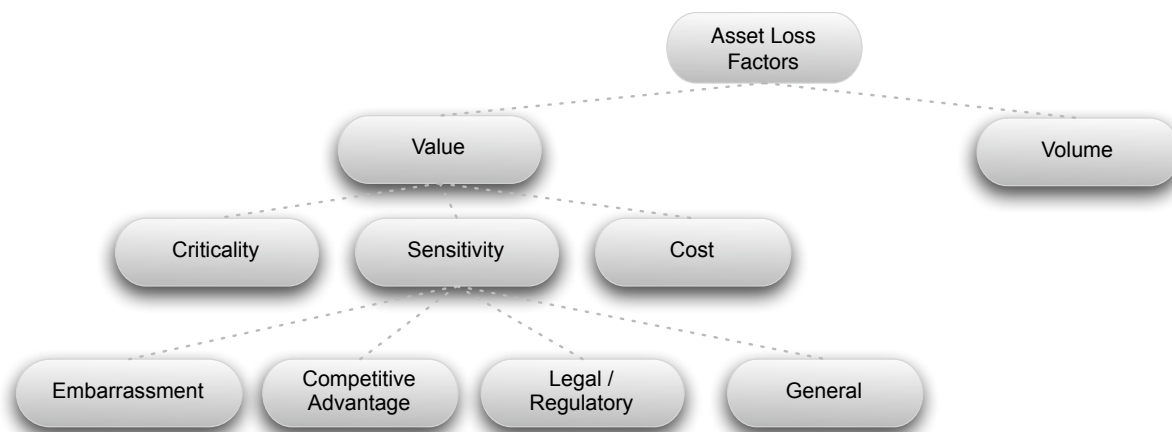 Asset Loss
Factors
Value
Volume
Criticality
Sensitivity
Cost
Embarrassment
Competitive
Advantage
Legal /
Regulatory
General